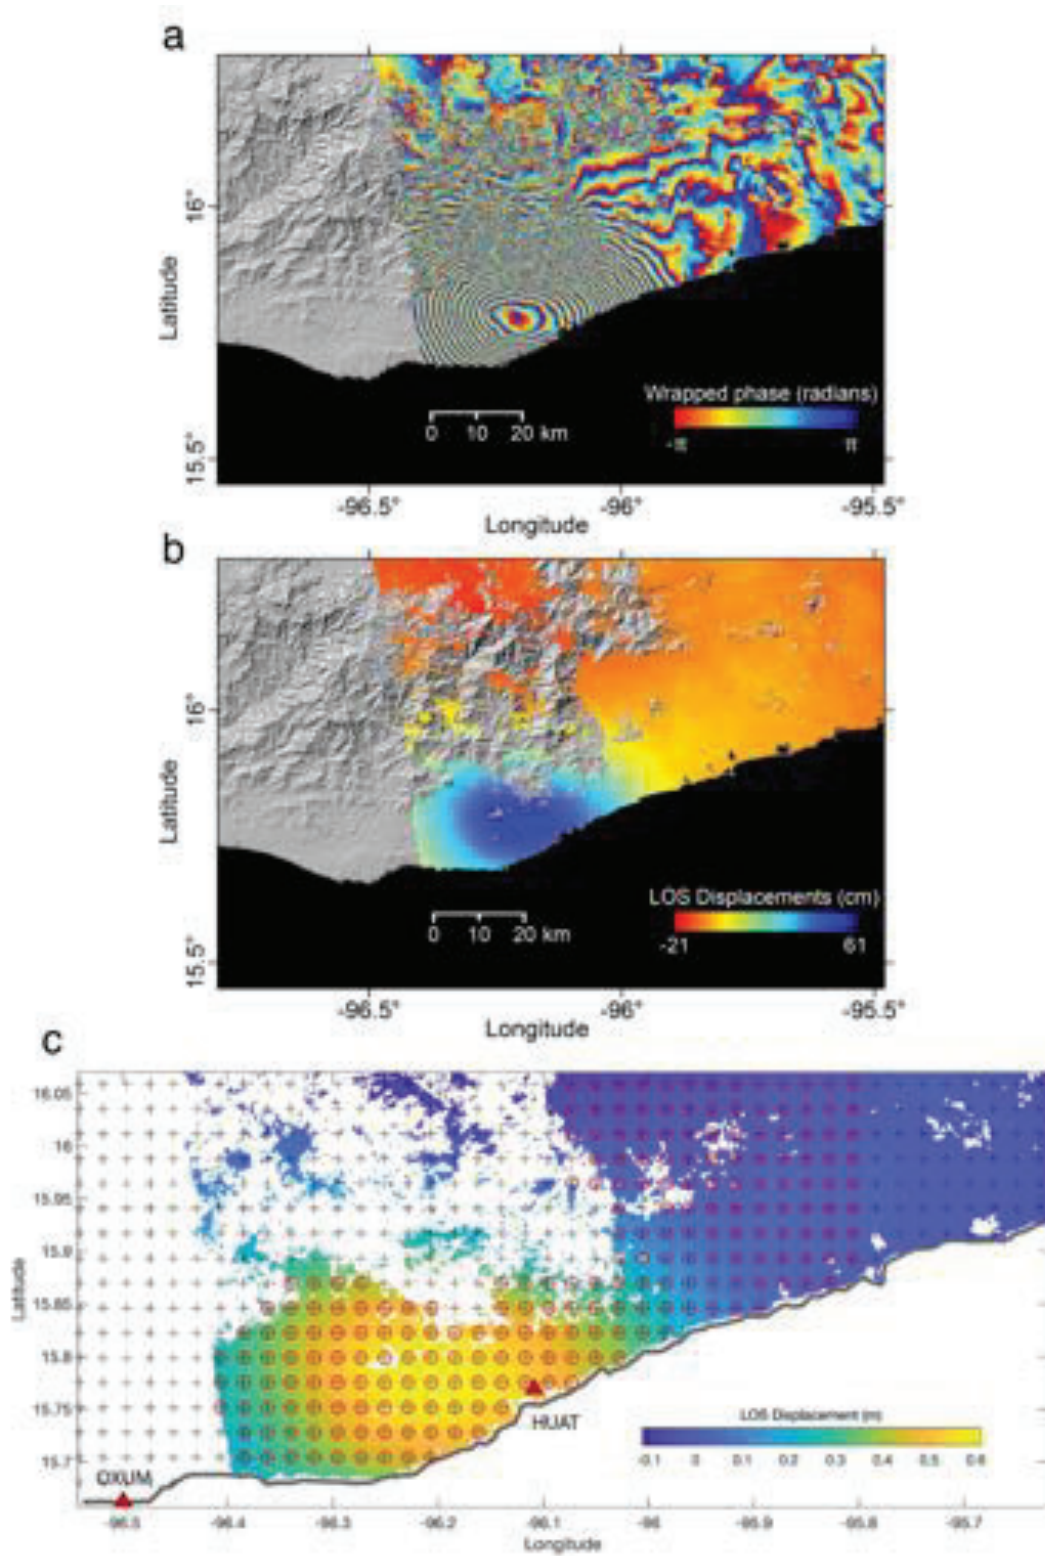 a
Latitude
16°
15.5°
Wrapped phase (radians)
-π π
0 10 20 km
-96.5° -96° -95.5°
Longitude
b
Latitude
16°
15.5°
LOS Displacements (cm)
-21 61
0 10 20 km
-96.5° -96° -95.5°
Longitude
c
Latitude
16.05
16
15.95
15.9
15.85
15.8
15.75
15.7
OXUM
HUAT
LOS Displacement (m)
-0.1 0 0.1 0.2 0.3 0.4 0.5 0.6
-96.5 -96.4 -96.3 -96.2 -96.1 -96 -95.9 -95.8 -95.7
Longitude